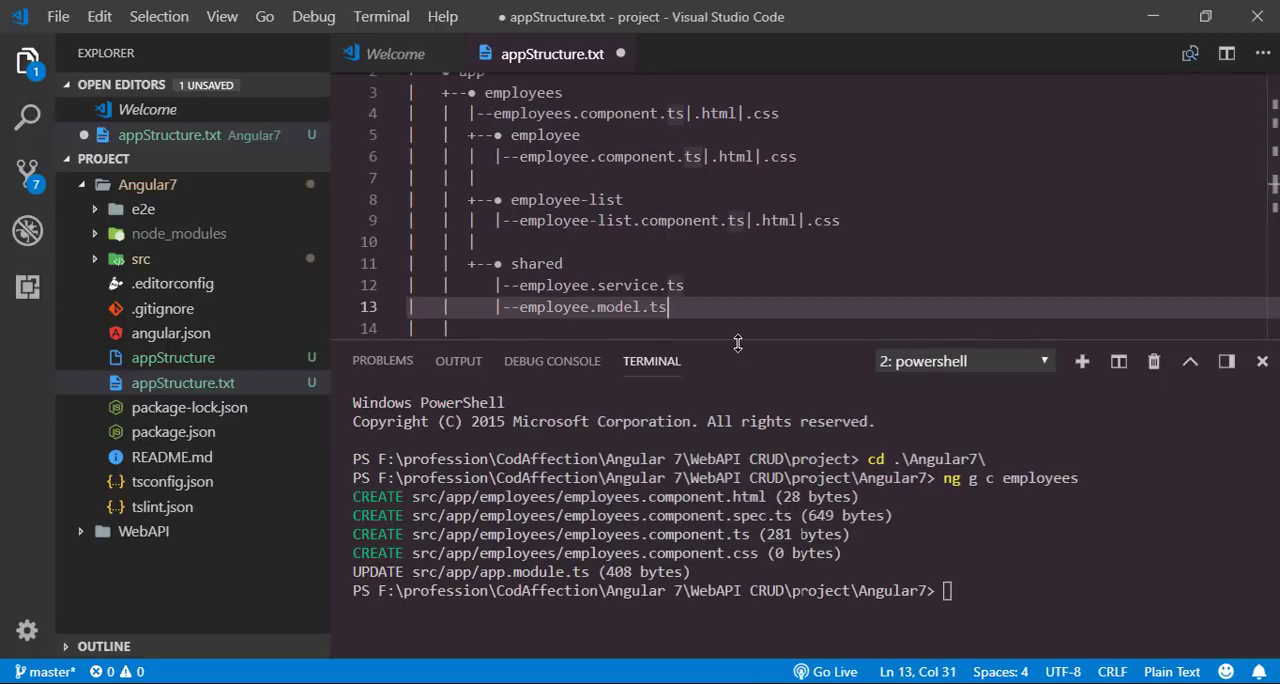 File Edit Selection View Go Debug Terminal Help ● appStructure.txt - project - Visual Studio Code
EXPLORER
OPEN EDITORS 1 UNSAVED
Welcome
appStructure.txt Angular7 U
PROJECT
Angular7
e2e
node_modules
src
.editorconfig
.gitignore
angular.json
appStructure U
appStructure.txt U
package-lock.json
package.json
README.md
tsconfig.json
tslint.json
WebAPI
OUTLINE
1
7
Welcome appStructure.txt
2 | ● app
3 | +--● employees
4 | | |--employees.component.ts|.html|.css
5 | | +--● employee
6 | | | |--employee.component.ts|.html|.css
7 | | |
8 | | +--● employee-list
9 | | | |--employee-list.component.ts|.html|.css
10 | | |
11 | | +--● shared
12 | | |--employee.service.ts
13 | | |--employee.model.ts
14 | |
PROBLEMS OUTPUT DEBUG CONSOLE TERMINAL 2: powershell
Windows PowerShell
Copyright (C) 2015 Microsoft Corporation. All rights reserved.
PS F:\profession\CodAffection\Angular 7\WebAPI CRUD\project> cd .\Angular7\
PS F:\profession\CodAffection\Angular 7\WebAPI CRUD\project\Angular7> ng g c employees
CREATE src/app/employees/employees.component.html (28 bytes)
CREATE src/app/employees/employees.component.spec.ts (649 bytes)
CREATE src/app/employees/employees.component.ts (281 bytes)
CREATE src/app/employees/employees.component.css (0 bytes)
UPDATE src/app/app.module.ts (408 bytes)
PS F:\profession\CodAffection\Angular 7\WebAPI CRUD\project\Angular7>
master* 0 0 Go Live Ln 13, Col 31 Spaces: 4 UTF-8 CRLF Plain Text